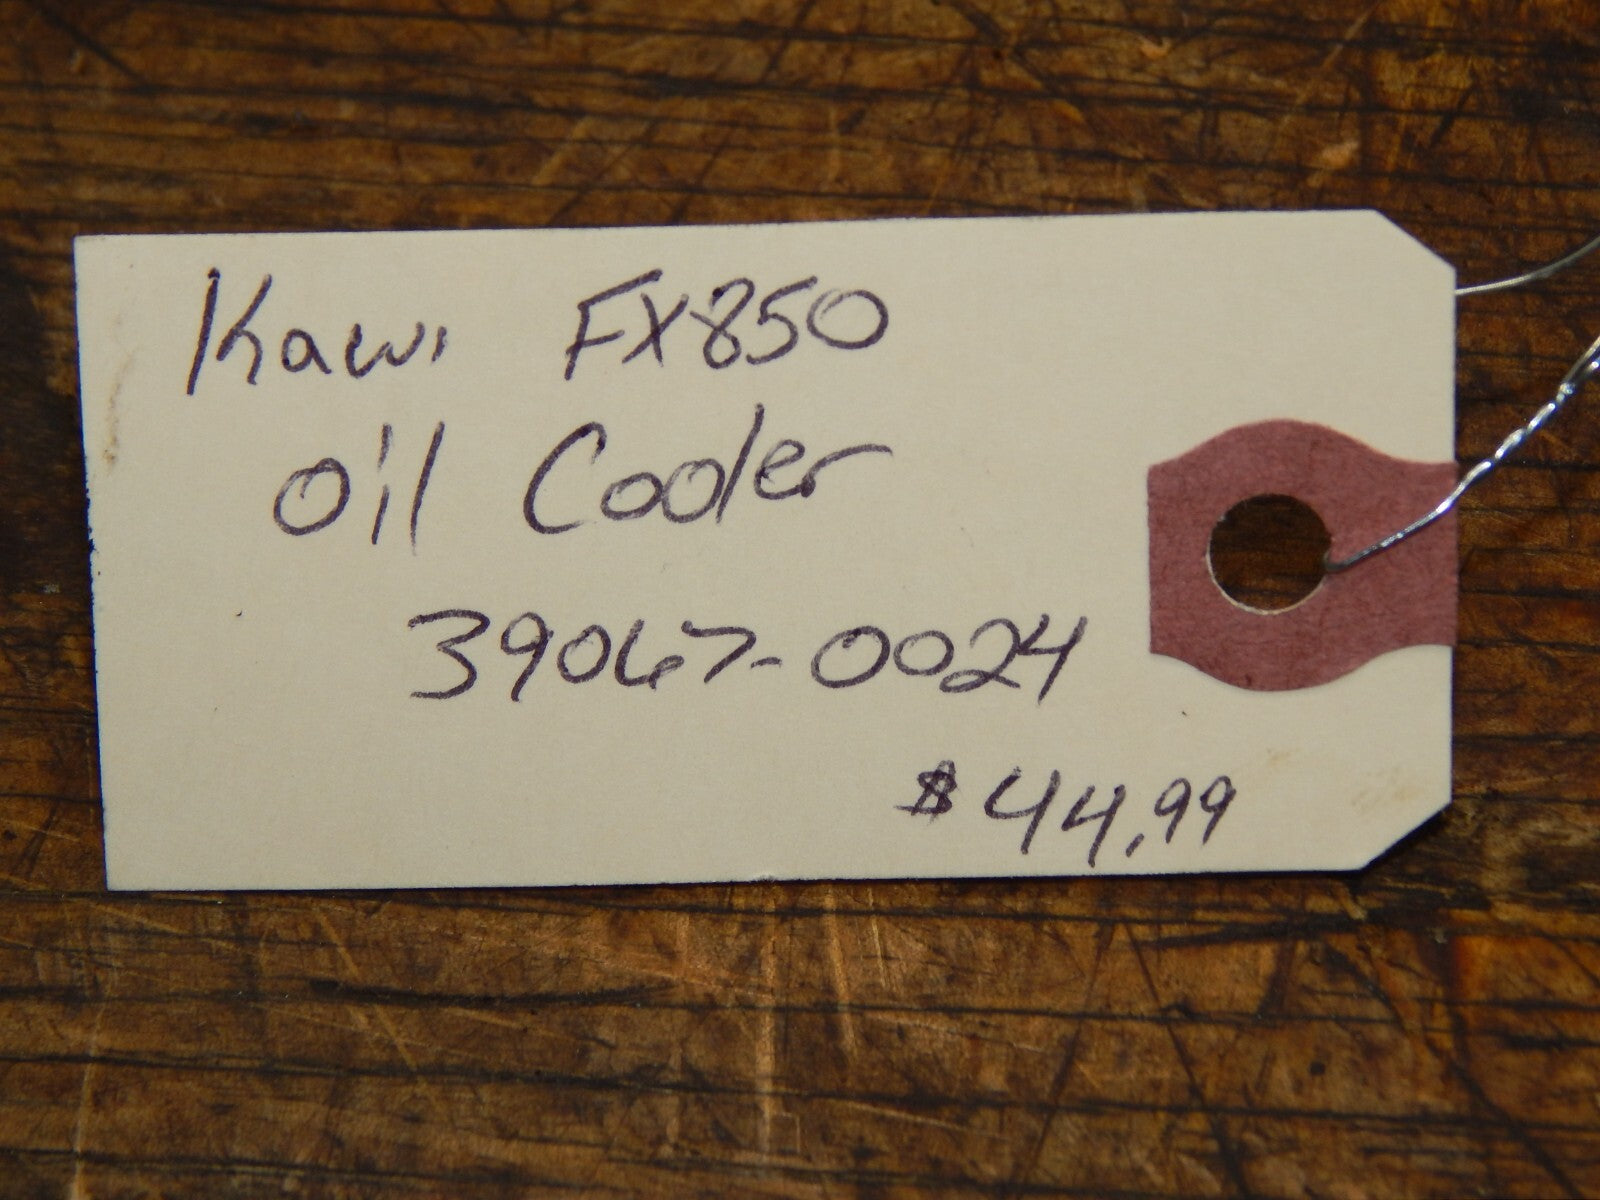 Kawi FX850
Oil Cooler
39067-0024
$44.99